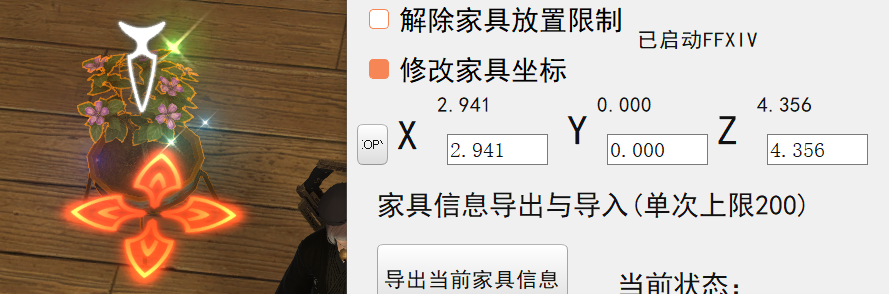 解除家具放置限制
已启动FFXIV
修改家具坐标
2.941 0.000 4.356
X 2.941 Y 0.000 Z 4.356
家具信息导出与导入(单次上限200)
导出当前家具信息
当前状态: